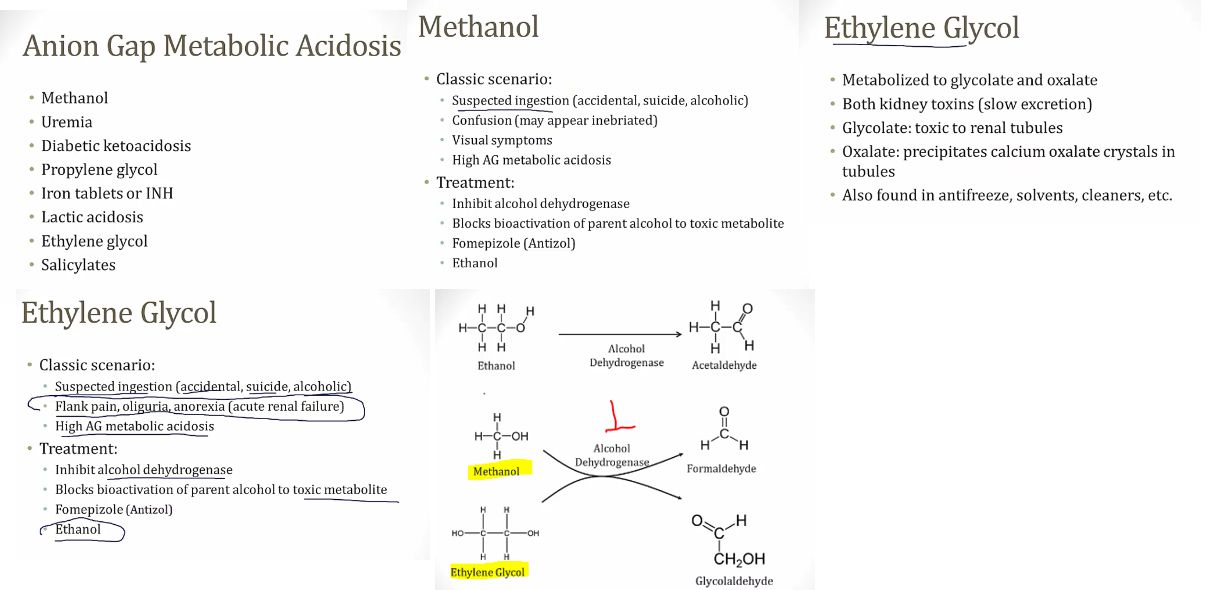 Anion Gap Metabolic Acidosis
• Methanol
• Uremia
• Diabetic ketoacidosis
• Propylene glycol
• Iron tablets or INH
• Lactic acidosis
• Ethylene glycol
• Salicylates
Methanol
• Classic scenario:
• Suspected ingestion (accidental, suicide, alcoholic)
• Confusion (may appear inebriated)
• Visual symptoms
• High AG metabolic acidosis
• Treatment:
• Inhibit alcohol dehydrogenase
• Blocks bioactivation of parent alcohol to toxic metabolite
• Fomepizole (Antizol)
• Ethanol
Ethylene Glycol
• Metabolized to glycolate and oxalate
• Both kidney toxins (slow excretion)
• Glycolate: toxic to renal tubules
• Oxalate: precipitates calcium oxalate crystals in
tubules
• Also found in antifreeze, solvents, cleaners, etc.
Ethylene Glycol
• Classic scenario:
• Suspected ingestion (accidental, suicide, alcoholic)
• Flank pain, oliguria, anorexia (acute renal failure)
• High AG metabolic acidosis
• Treatment:
• Inhibit alcohol dehydrogenase
• Blocks bioactivation of parent alcohol to toxic metabolite
• Fomepizole (Antizol)
• Ethanol
H H H
H-C-C-O
H H
Ethanol
Alcohol
Dehydrogenase
H O
H-C-C
H H
Acetaldehyde
H
H-C-OH
H
Methanol
1
Alcohol
Dehydrogenase
O
C
H H
Formaldehyde
H H
HO-C-C-OH
H H
Ethylene Glycol
O H
C
CH₂OH
Glycolaldehyde